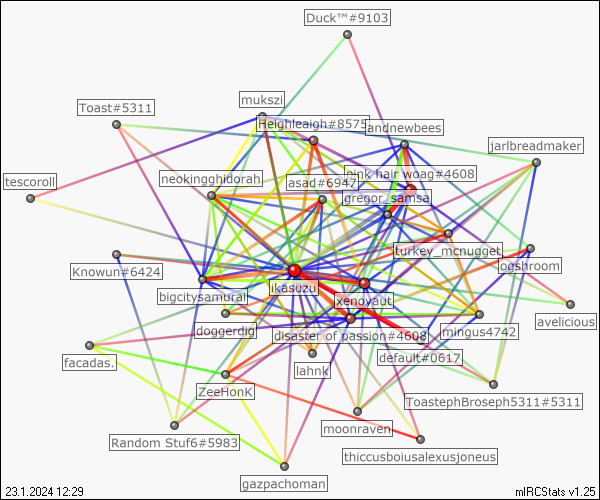 Duck™#9103
mukszi
Toast#5311
Heighleaigh#8575
andnewbees
jarlbreadmaker
pink hair woag#4608
tescoroll
neokingghidorah
asad#6947
gregor_samsa
turkey_mcnugget
ogshroom
Knowun#6424
ikasuzu
bigcitysamurai
xenoyaut
avelicious
doggerdig
disaster of passion#4608
mingus4742
default#0617
facadas.
lahnk
ZeeHonK
ToastephBroseph5311#5311
moonraven
Random Stuf6#5983
thiccusboiusalexusjoneus
gazpachoman
23.1.2024 12:29
mIRCStats v1.25